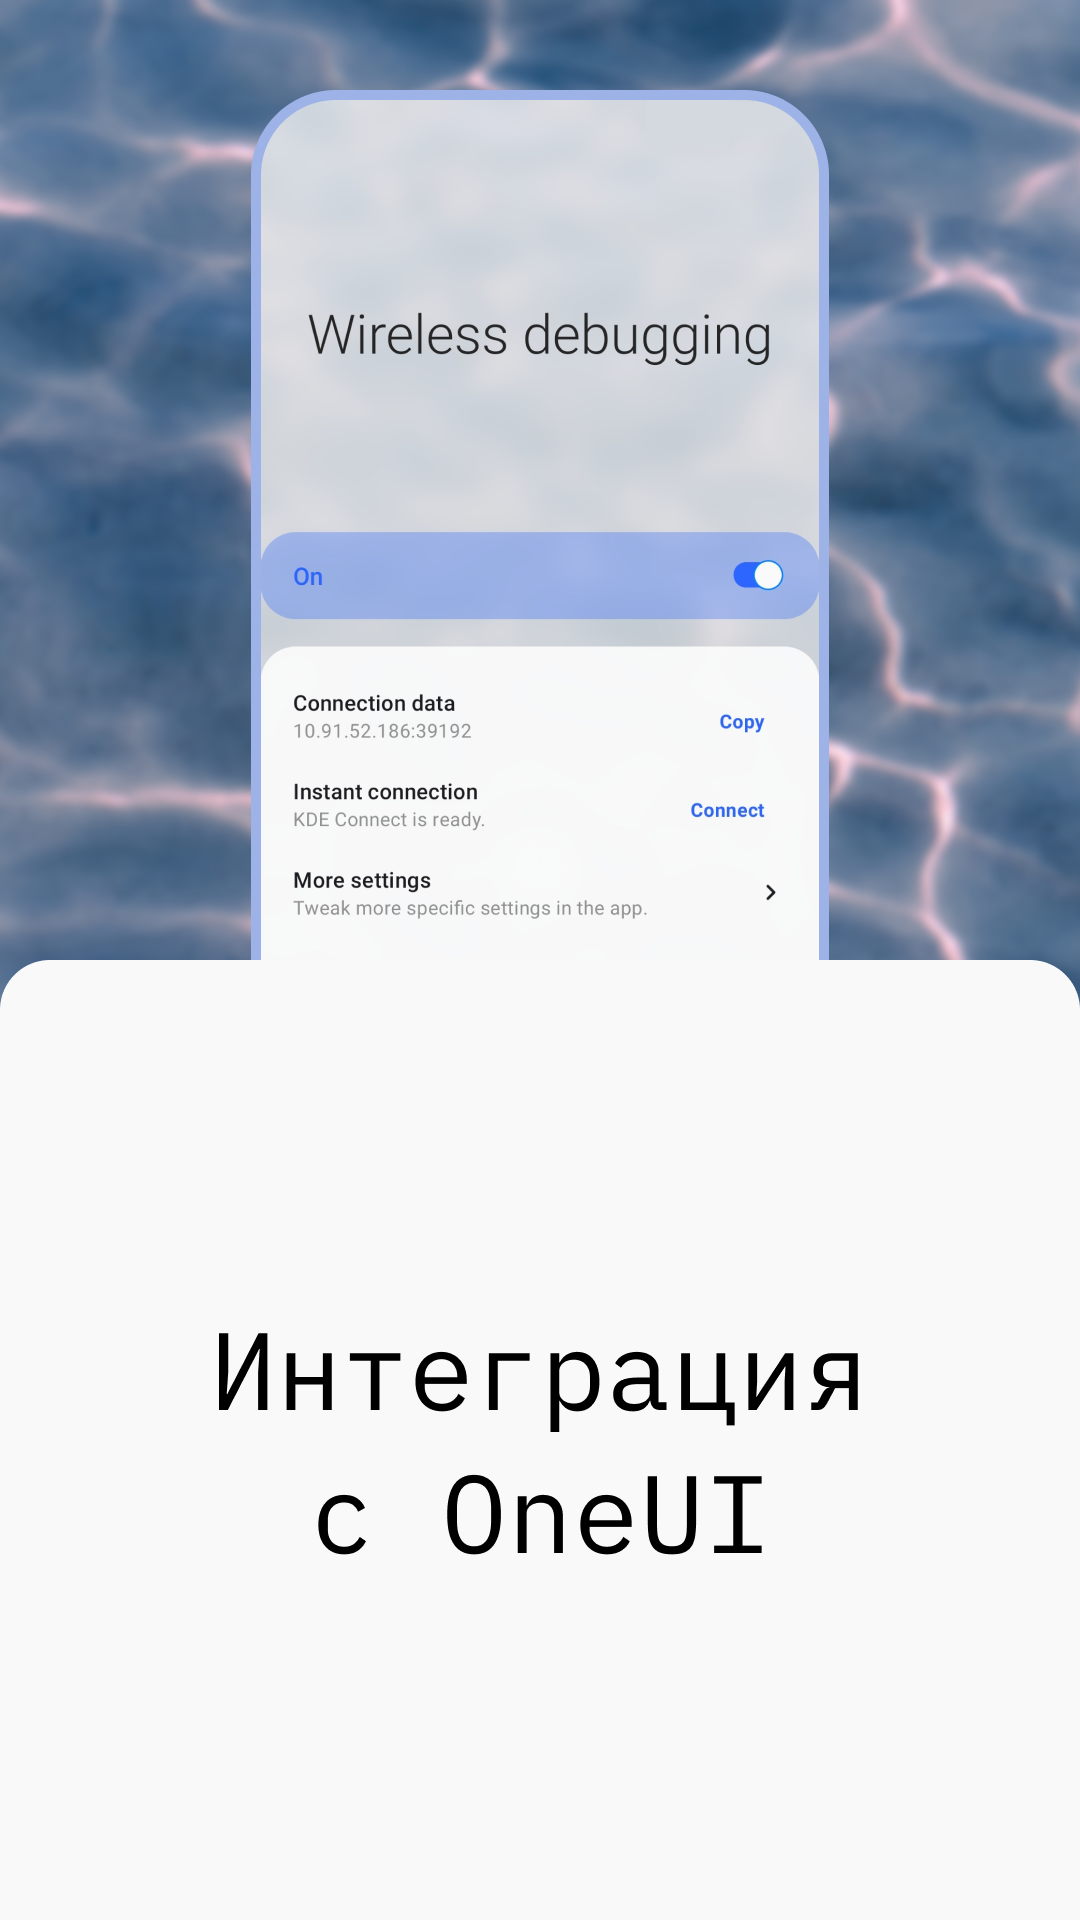 Wireless debugging
On
Connection data
10.91.52.186:39192
Copy
Instant connection
KDE Connect is ready.
Connect
More settings
Tweak more specific settings in the app.
Интеграция
с OneUI